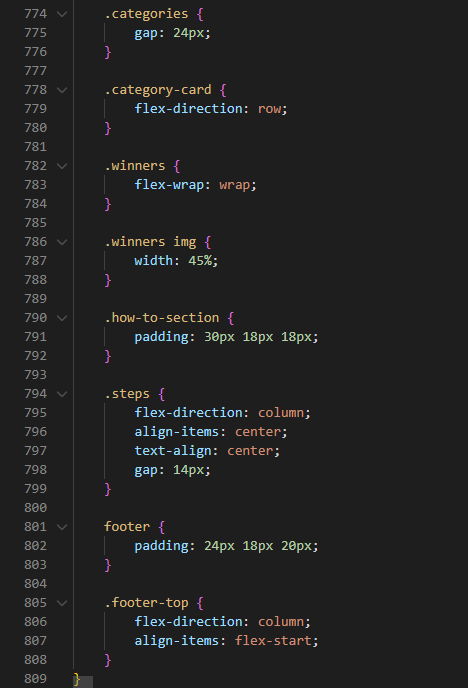 774 .categories {
775 gap: 24px;
776 }
777
778 .category-card {
779 flex-direction: row;
780 }
781
782 .winners {
783 flex-wrap: wrap;
784 }
785
786 .winners img {
787 width: 45%;
788 }
789
790 .how-to-section {
791 padding: 30px 18px 18px;
792 }
793
794 .steps {
795 flex-direction: column;
796 align-items: center;
797 text-align: center;
798 gap: 14px;
799 }
800
801 footer {
802 padding: 24px 18px 20px;
803 }
804
805 .footer-top {
806 flex-direction: column;
807 align-items: flex-start;
808 }
809 }